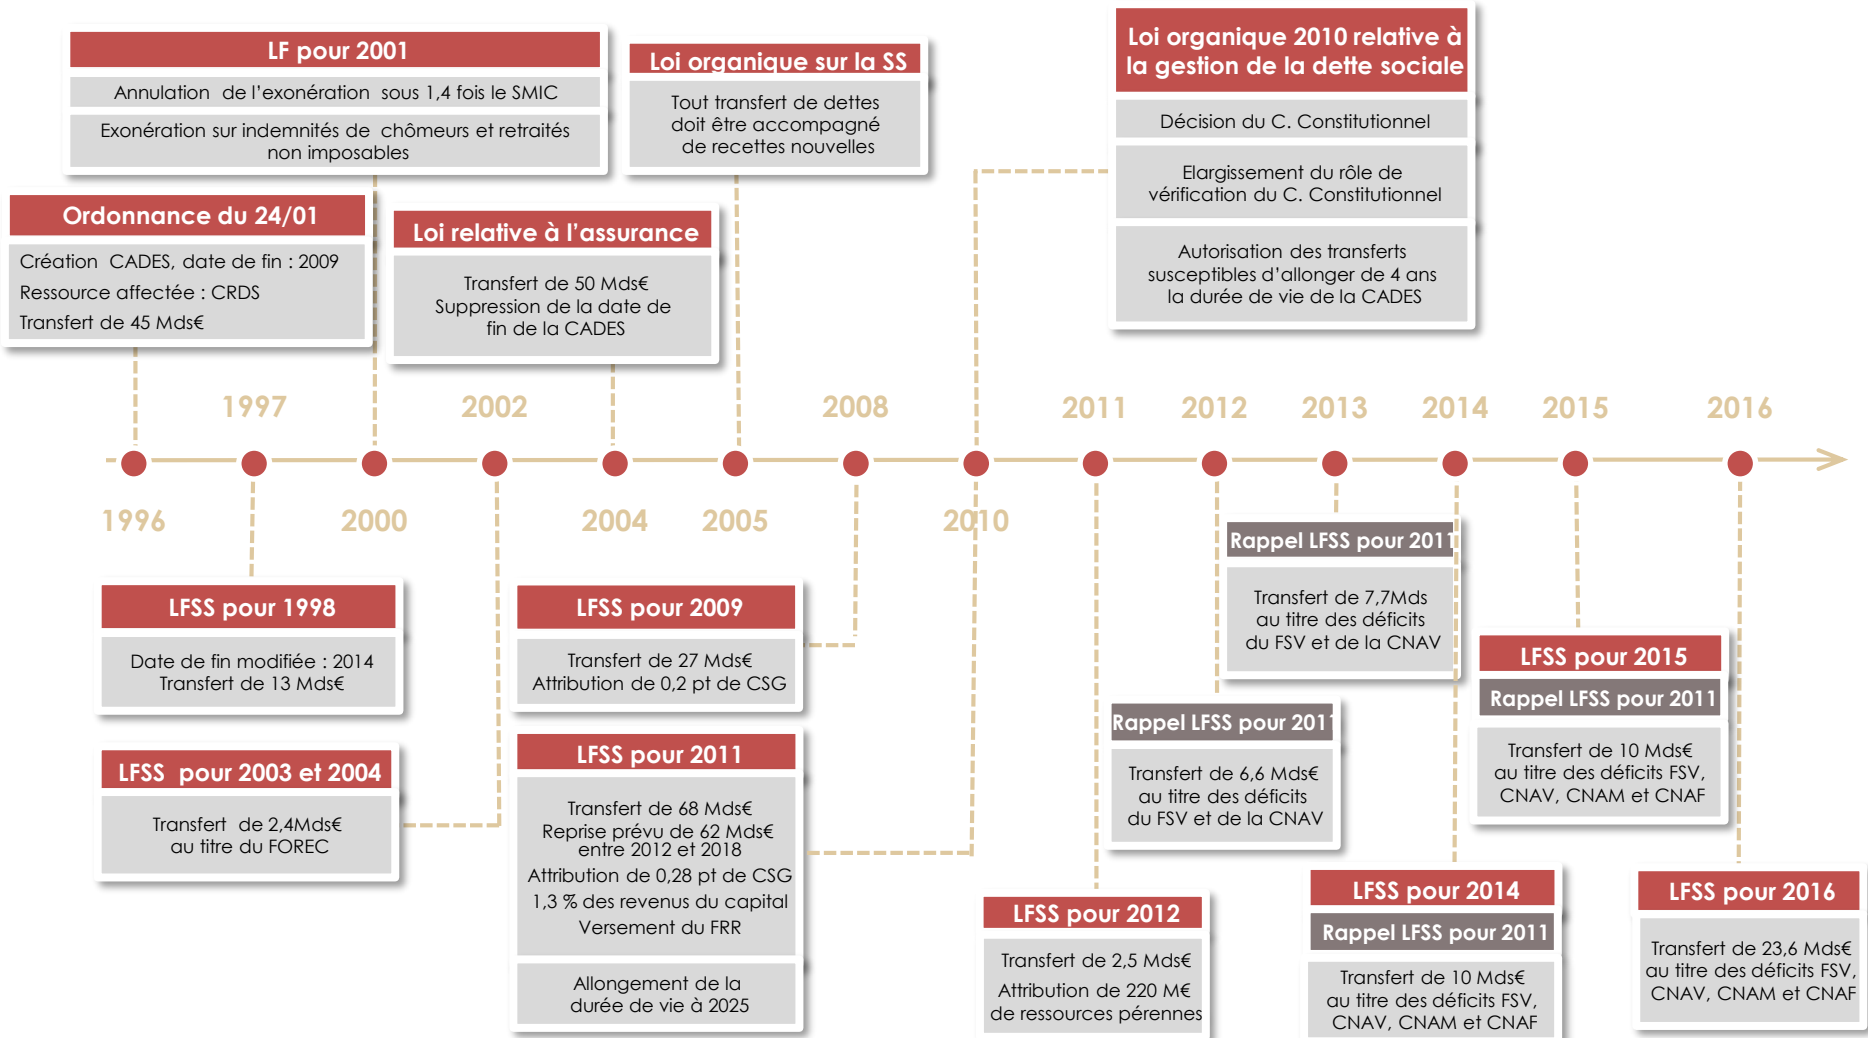 LF pour 2001
Annulation de l'exonération sous 1,4 fois le SMIC
Exonération sur indemnités de chômeurs et retraités
non imposables
Loi organique sur la SS
Tout transfert de dettes
doit être accompagné
de recettes nouvelles
Loi organique 2010 relative à
la gestion de la dette sociale
Décision du C. Constitutionnel
Elargissement du rôle de
vérification du C. Constitutionnel
Autorisation des transferts
susceptibles d'allonger de 4 ans
la durée de vie de la CADES
Ordonnance du 24/01
Création CADES, date de fin : 2009
Ressource affectée : CRDS
Transfert de 45 Mds€
Loi relative à l'assurance
Transfert de 50 Mds€
Suppression de la date de
fin de la CADES
1997
2002
2008
2011
2012
2013
2014
2015
2016
1996
2000
2004
2005
2010
LFSS pour 1998
Date de fin modifiée : 2014
Transfert de 13 Mds€
LFSS pour 2003 et 2004
Transfert de 2,4Mds€
au titre du FOREC
LFSS pour 2009
Transfert de 27 Mds€
Attribution de 0,2 pt de CSG
LFSS pour 2011
Transfert de 68 Mds€
Reprise prévu de 62 Mds€
entre 2012 et 2018
Attribution de 0,28 pt de CSG
1,3 % des revenus du capital
Versement du FRR
Allongement de la
durée de vie à 2025
LFSS pour 2012
Transfert de 2,5 Mds€
Attribution de 220 M€
de ressources pérennes
Rappel LFSS pour 2011
Transfert de 6,6 Mds€
au titre des déficits
du FSV et de la CNAV
Rappel LFSS pour 2011
Transfert de 7,7Mds
au titre des déficits
du FSV et de la CNAV
LFSS pour 2014
Rappel LFSS pour 2011
Transfert de 10 Mds€
au titre des déficits FSV,
CNAV, CNAM et CNAF
LFSS pour 2015
Rappel LFSS pour 2011
Transfert de 10 Mds€
au titre des déficits FSV,
CNAV, CNAM et CNAF
LFSS pour 2016
Transfert de 23,6 Mds€
au titre des déficits FSV,
CNAV, CNAM et CNAF